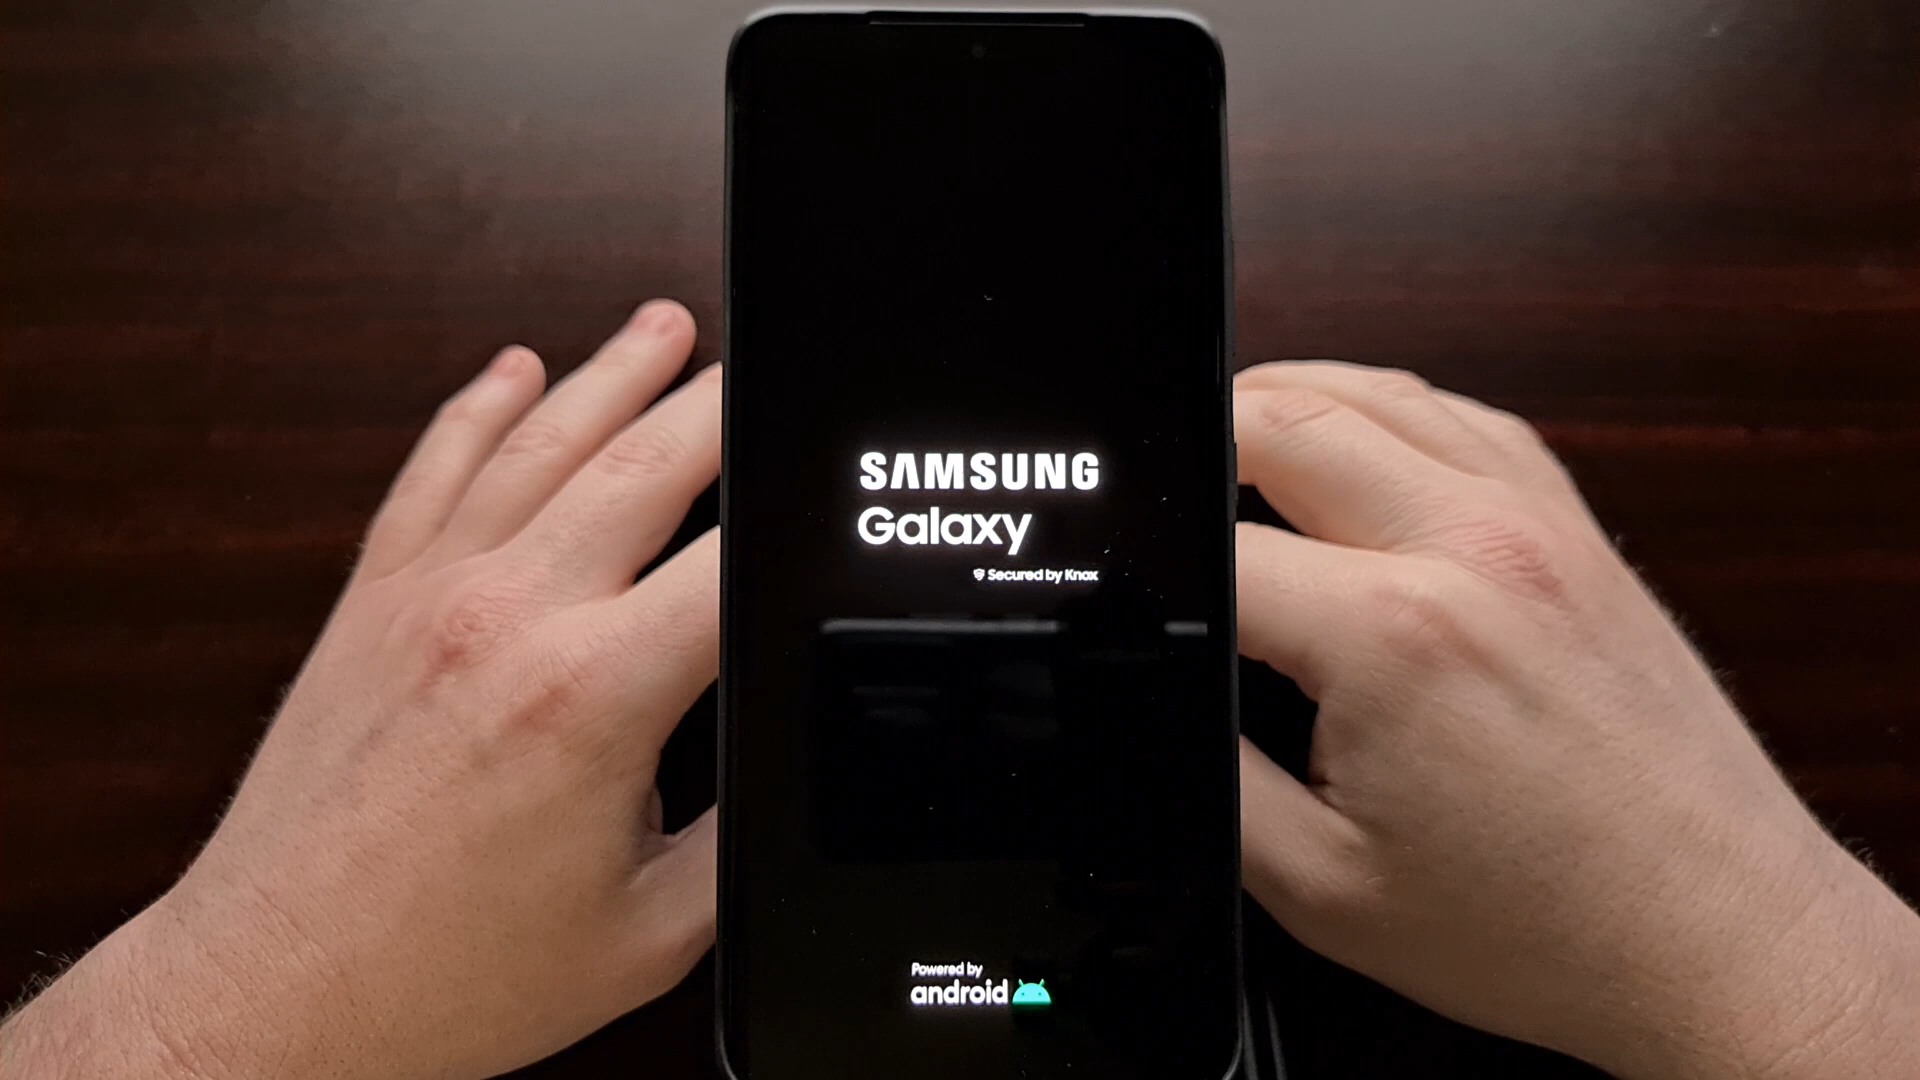 SAMSUNG
Galaxy
Secured by Knox
Powered by
android